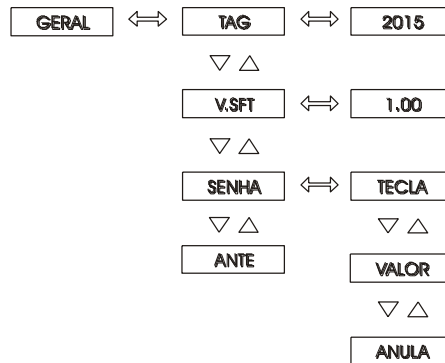 GERAL TAG 2015
V.SFT 1.00
SENHA TECLA
ANTE VALOR
ANULA